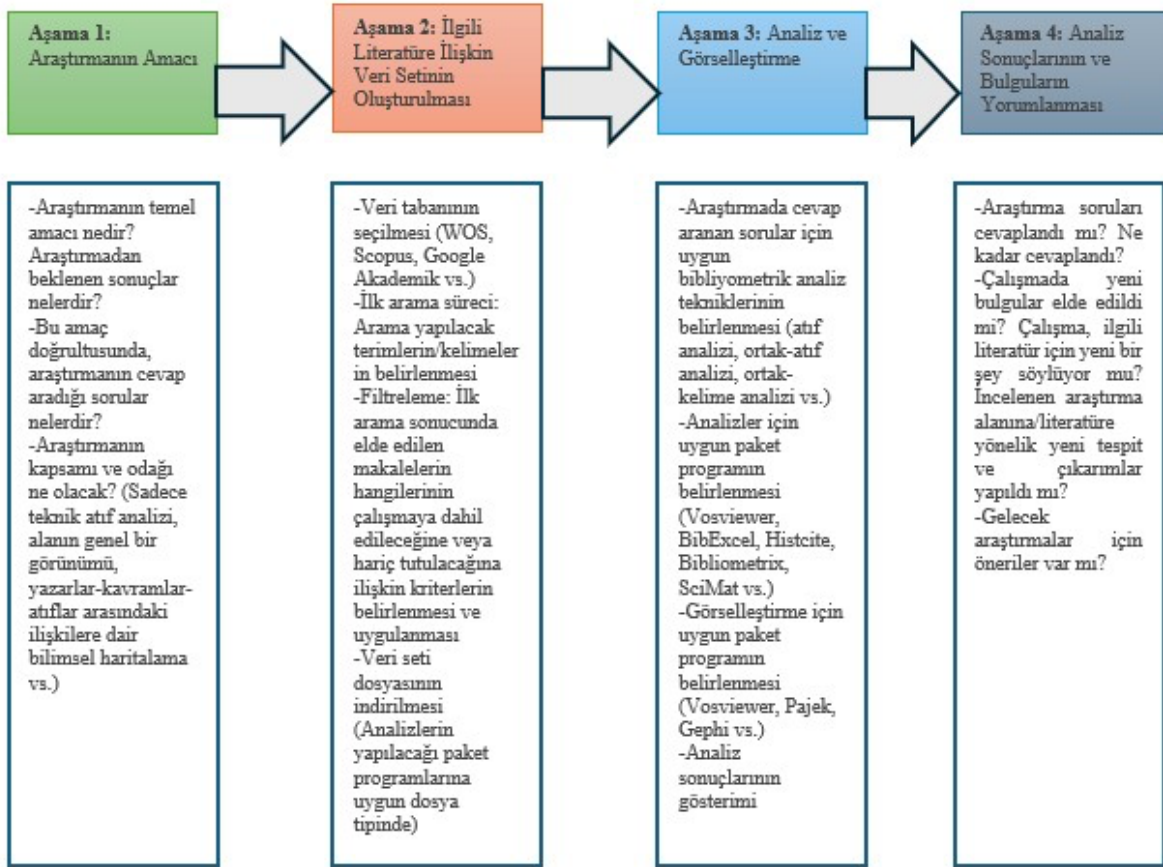 Aşama 1:
Araştırmanın Amacı
Aşama 2: İlgili
Literatüre İlişkin
Veri Setinin
Oluşturulması
Aşama 3: Analiz ve
Görselleştirme
Aşama 4: Analiz
Sonuçlarının ve
Bulguların
Yorumlanması
-Araştırmanın temel
amacı nedir?
Araştırmadan
beklenen sonuçlar
nelerdir?
-Bu amaç
doğrultusunda,
araştırmanın cevap
aradığı sorular
nelerdir?
-Araştırmanın
kapsamı ve odağı
ne olacak? (Sadece
teknik atıf analizi,
alanın genel bir
görünümü,
yazarlar-kavramlar-
atıflar arasındaki
ilişkilere dair
bilimsel haritalama
vs.)
-Veri tabanının
seçilmesi (WOS,
Scopus, Google
Akademik vs.)
-İlk arama süreci:
Arama yapılacak
terimlerin/kelimeler
in belirlenmesi
-Filtreleme: İlk
arama sonucunda
elde edilen
makalelerin
hangilerinin
çalışmaya dahil
edileceğine veya
hariç tutulacağına
ilişkin kriterlerin
belirlenmesi ve
uygulanması
-Veri seti
dosyasının
indirilmesi
(Analizlerin
yapılacağı paket
programlarına
uygun dosya
tipinde)
-Araştırmada cevap
aranan sorular için
uygun
bibliyometrik analiz
tekniklerinin
belirlenmesi (atıf
analizi, ortak-atıf
analizi, ortak-
kelime analizi vs.)
-Analizler için
uygun paket
programın
belirlenmesi
(Vosviewer,
BibExcel, Histcite,
Bibliometrix,
SciMat vs.)
-Görselleştirme için
uygun paket
programın
belirlenmesi
(Vosviewer, Pajek,
Gephi vs.)
-Analiz
sonuçlarının
gösterimi
-Araştırma soruları
cevaplandı mı? Ne
kadar cevaplandı?
-Çalışmada yeni
bulgular elde edildi
mi? Çalışma, ilgili
literatür için yeni bir
şey söylüyor mu?
İncelenen araştırma
alanına/literatüre
yönelik yeni tespit
ve çıkarımlar
yapıldı mı?
-Gelecek
araştırmalar için
öneriler var mı?